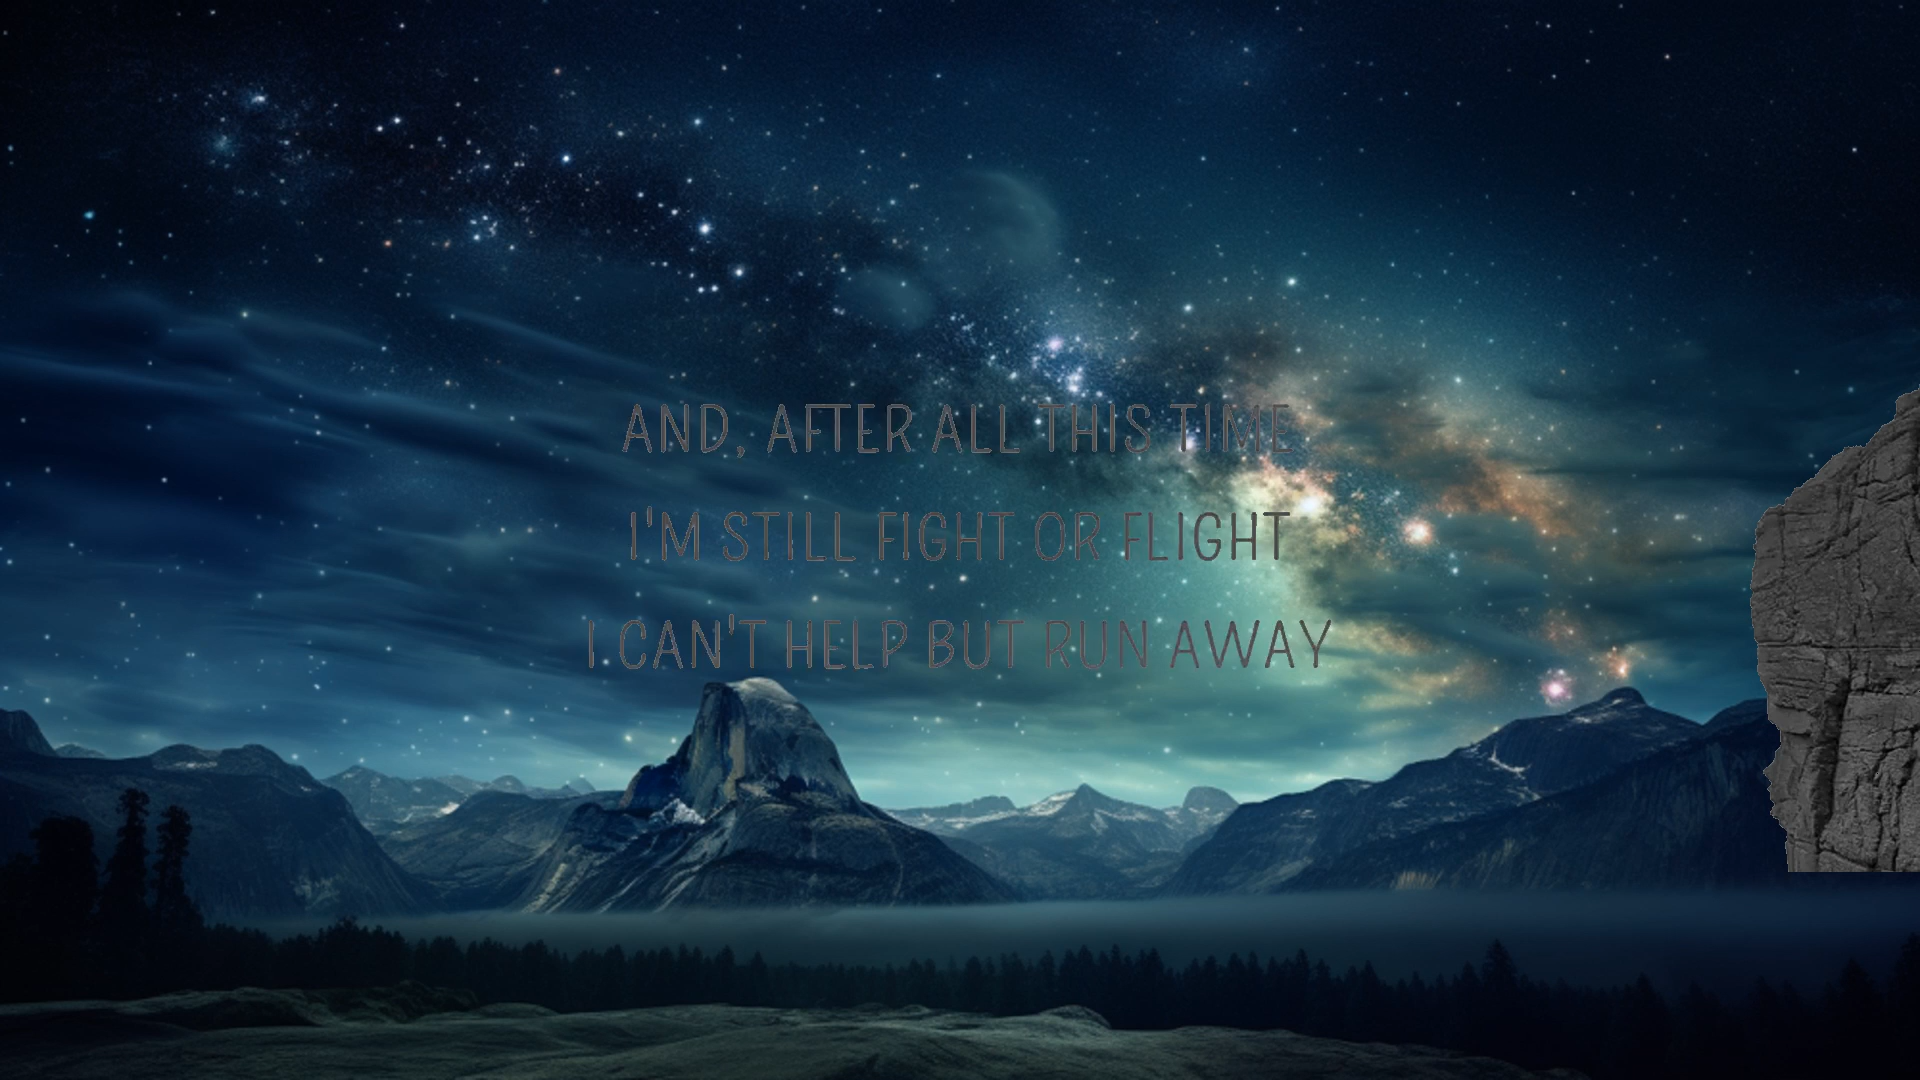 AND, AFTER ALL THIS TIME
I'M STILL FIGHT OR FLIGHT
I CAN'T HELP BUT RUN AWAY